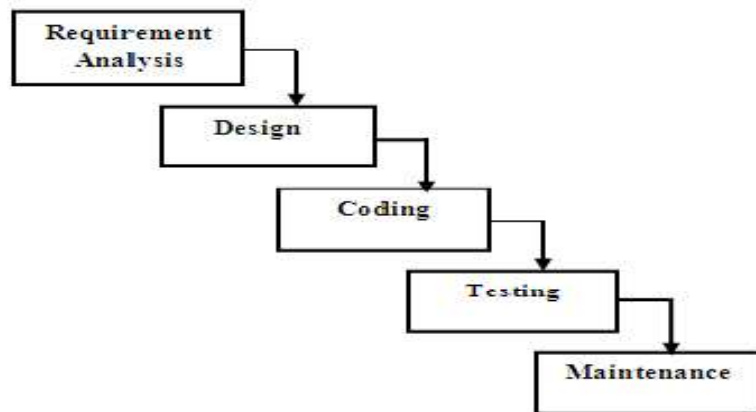 Requirement
Analysis
Design
Coding
Testing
Maintenance